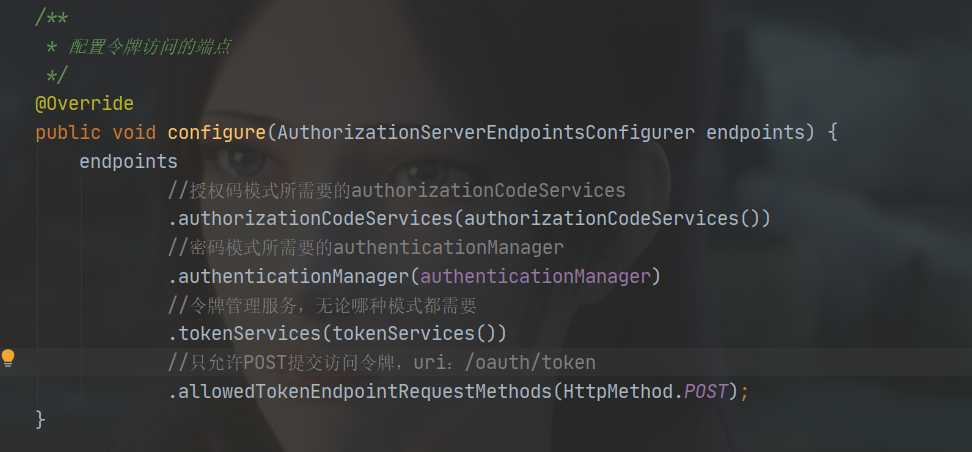 /**
 * 配置令牌访问的端点
 */
@Override
public void configure(AuthorizationServerEndpointsConfigurer endpoints) {
    endpoints
            //授权码模式所需要的authorizationCodeServices
            .authorizationCodeServices(authorizationCodeServices())
            //密码模式所需要的authenticationManager
            .authenticationManager(authenticationManager)
            //令牌管理服务，无论哪种模式都需要
            .tokenServices(tokenServices())
            //只允许POST提交访问令牌，uri：/oauth/token
            .allowedTokenEndpointRequestMethods(HttpMethod.POST);
}